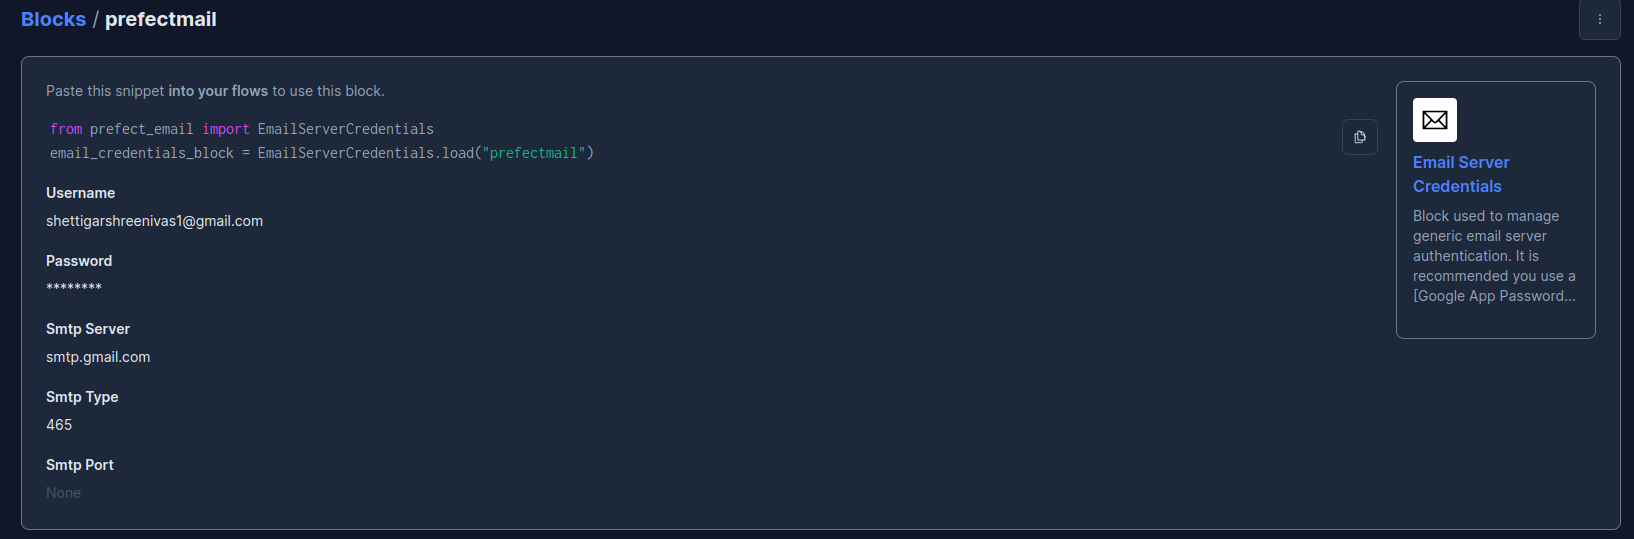 Blocks / prefectmail
Paste this snippet into your flows to use this block.
from prefect_email import EmailServerCredentials
email_credentials_block = EmailServerCredentials.load("prefectmail")
Username
shettigarshreenivas1@gmail.com
Password
********
Smtp Server
smtp.gmail.com
Smtp Type
465
Smtp Port
None
Email Server
Credentials
Block used to manage
generic email server
authentication. It is
recommended you use a
[Google App Password...